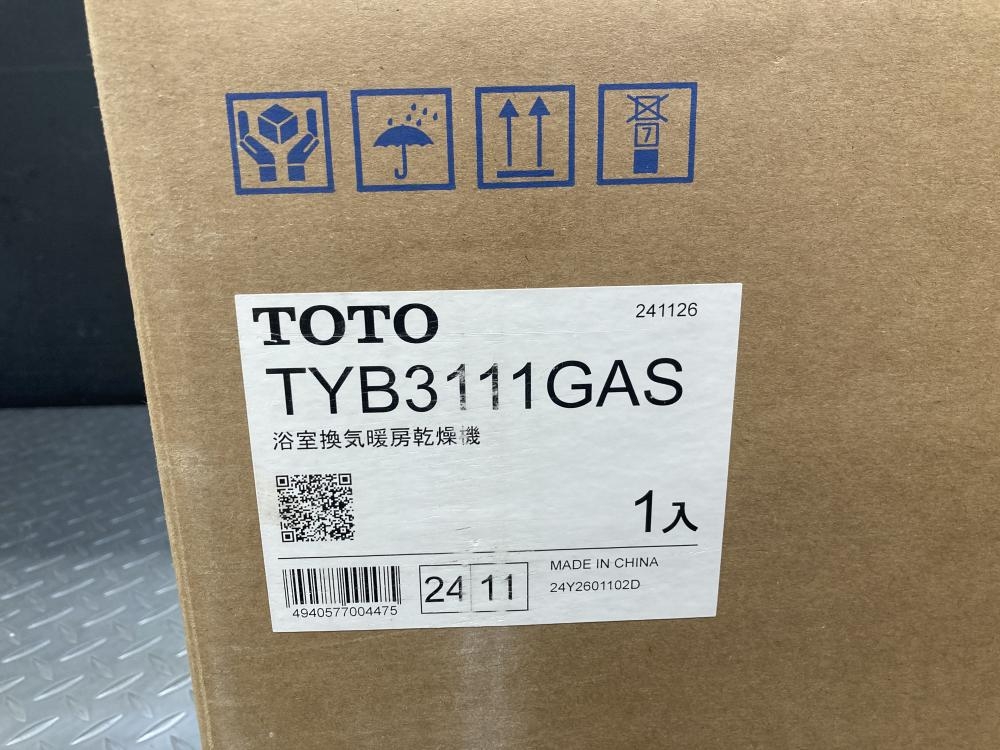 7
TOTO
241126
TYB3111GAS
浴室換気暖房乾燥機
1入
MADE IN CHINA
24Y2601102D
4940577004475
24 11